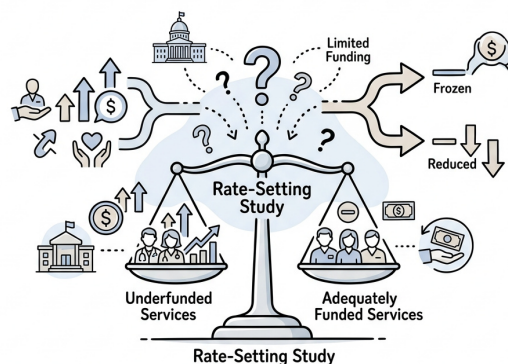 Limited
Funding
Frozen
Reduced
Rate-Setting
Study
Underfunded
Services
Adequately
Funded Services
Rate-Setting Study